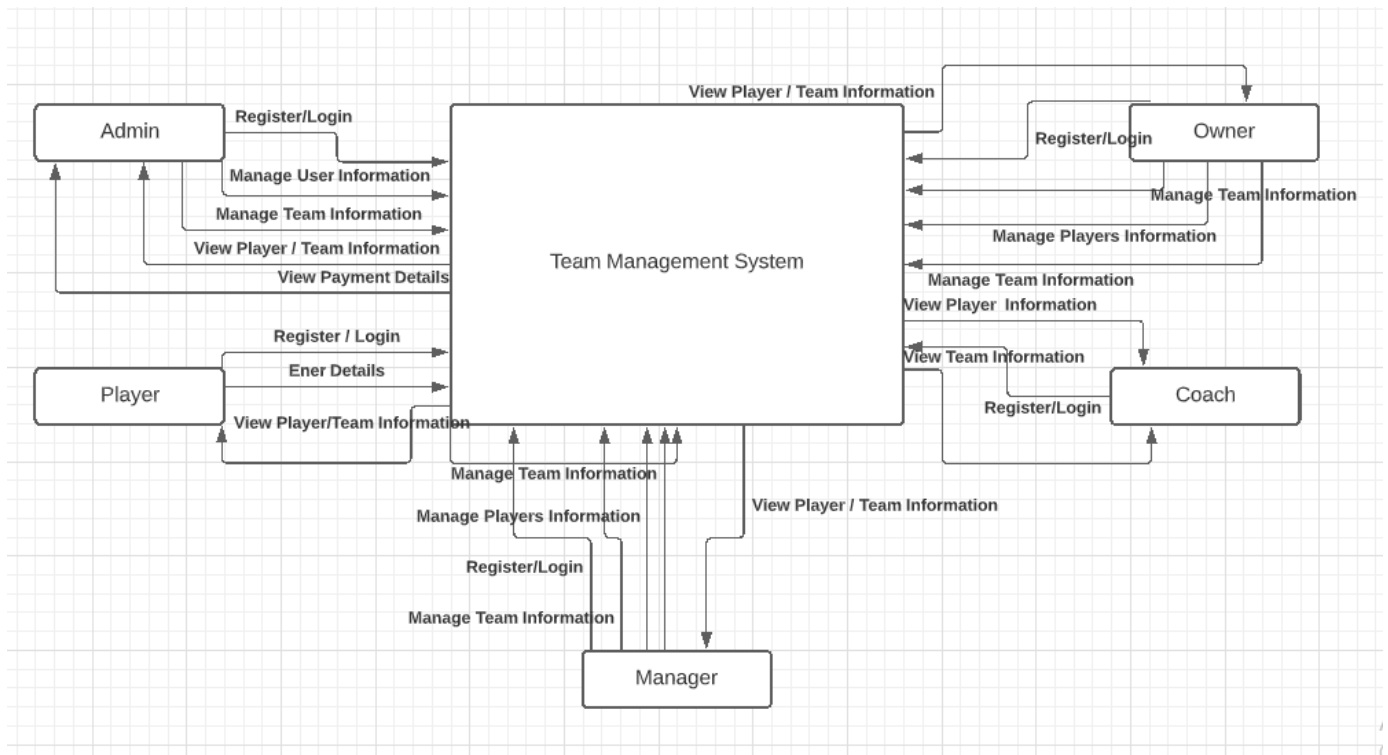 View Player / Team Information
Admin
Register/Login
Owner
Register/Login
Manage User Information
Manage Team Information
Manage Team Information
Manage Players Information
View Player / Team Information
Team Management System
View Payment Details
Manage Team Information
View Player  Information
Register / Login
View Team Information
Ener Details
Player
Coach
Register/Login
View Player/Team Information
Manage Team Information
View Player / Team Information
Manage Players Information
Register/Login
Manage Team Information
Manager